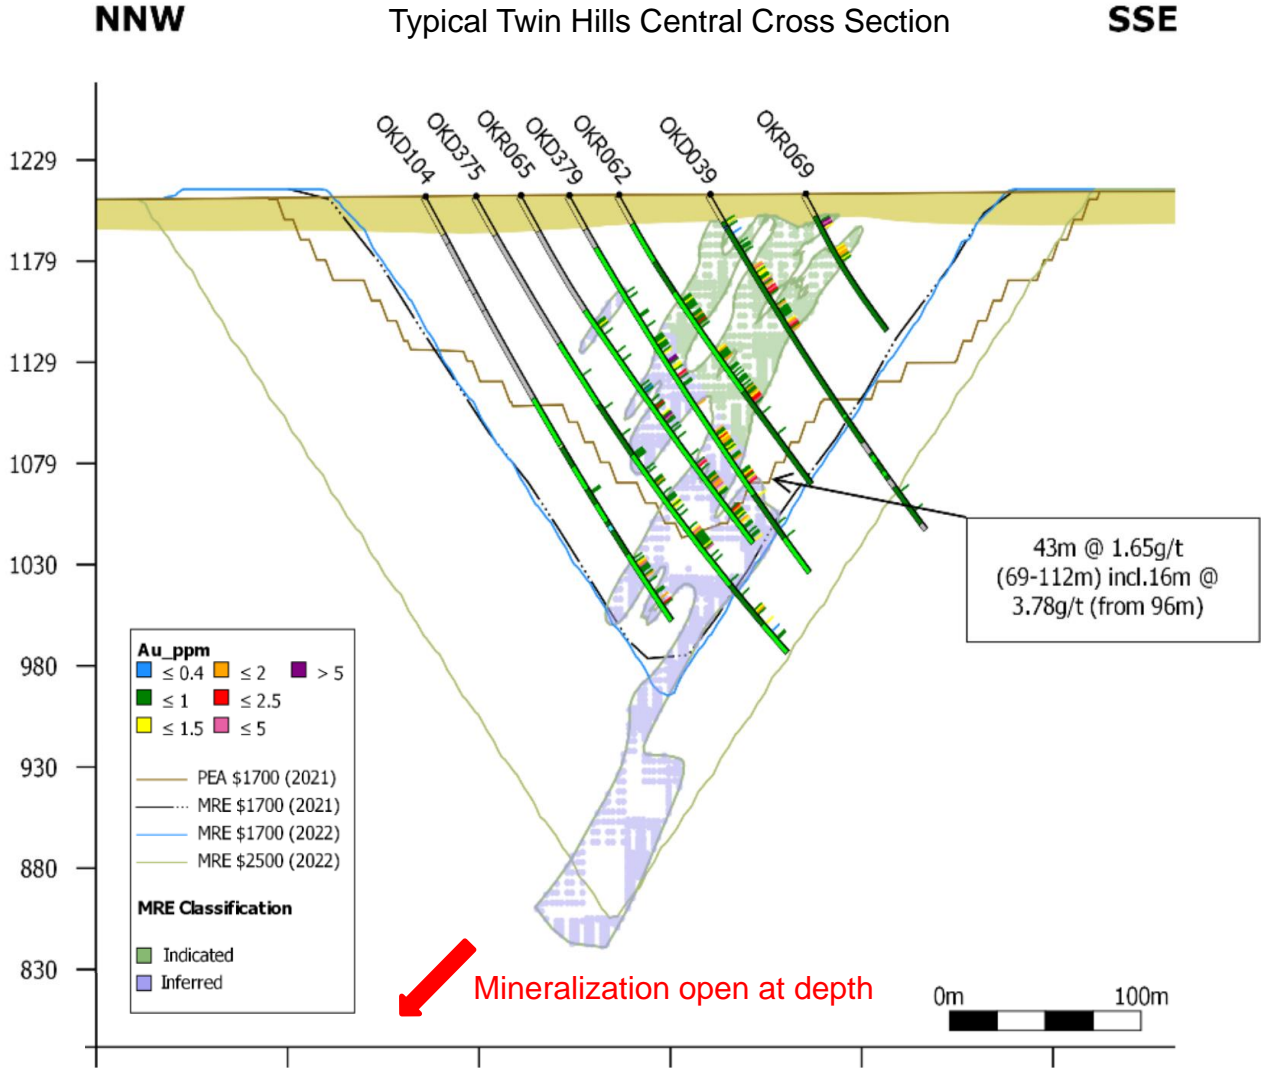 NNW Typical Twin Hills Central Cross Section SSE
OKD104
OKD375
OKR065
OKD379
OKR062
OKD039
OKR069
1229
1179
1129
1079
1030
980
930
880
830
43m @ 1.65g/t
(69-112m) incl.16m @
3.78g/t (from 96m)
Au_ppm
≤ 0.4 ≤ 2 > 5
≤ 1 ≤ 2.5
≤ 1.5 ≤ 5
PEA $1700 (2021)
MRE $1700 (2021)
MRE $1700 (2022)
MRE $2500 (2022)
MRE Classification
Indicated
Inferred
Mineralization open at depth
0m 100m